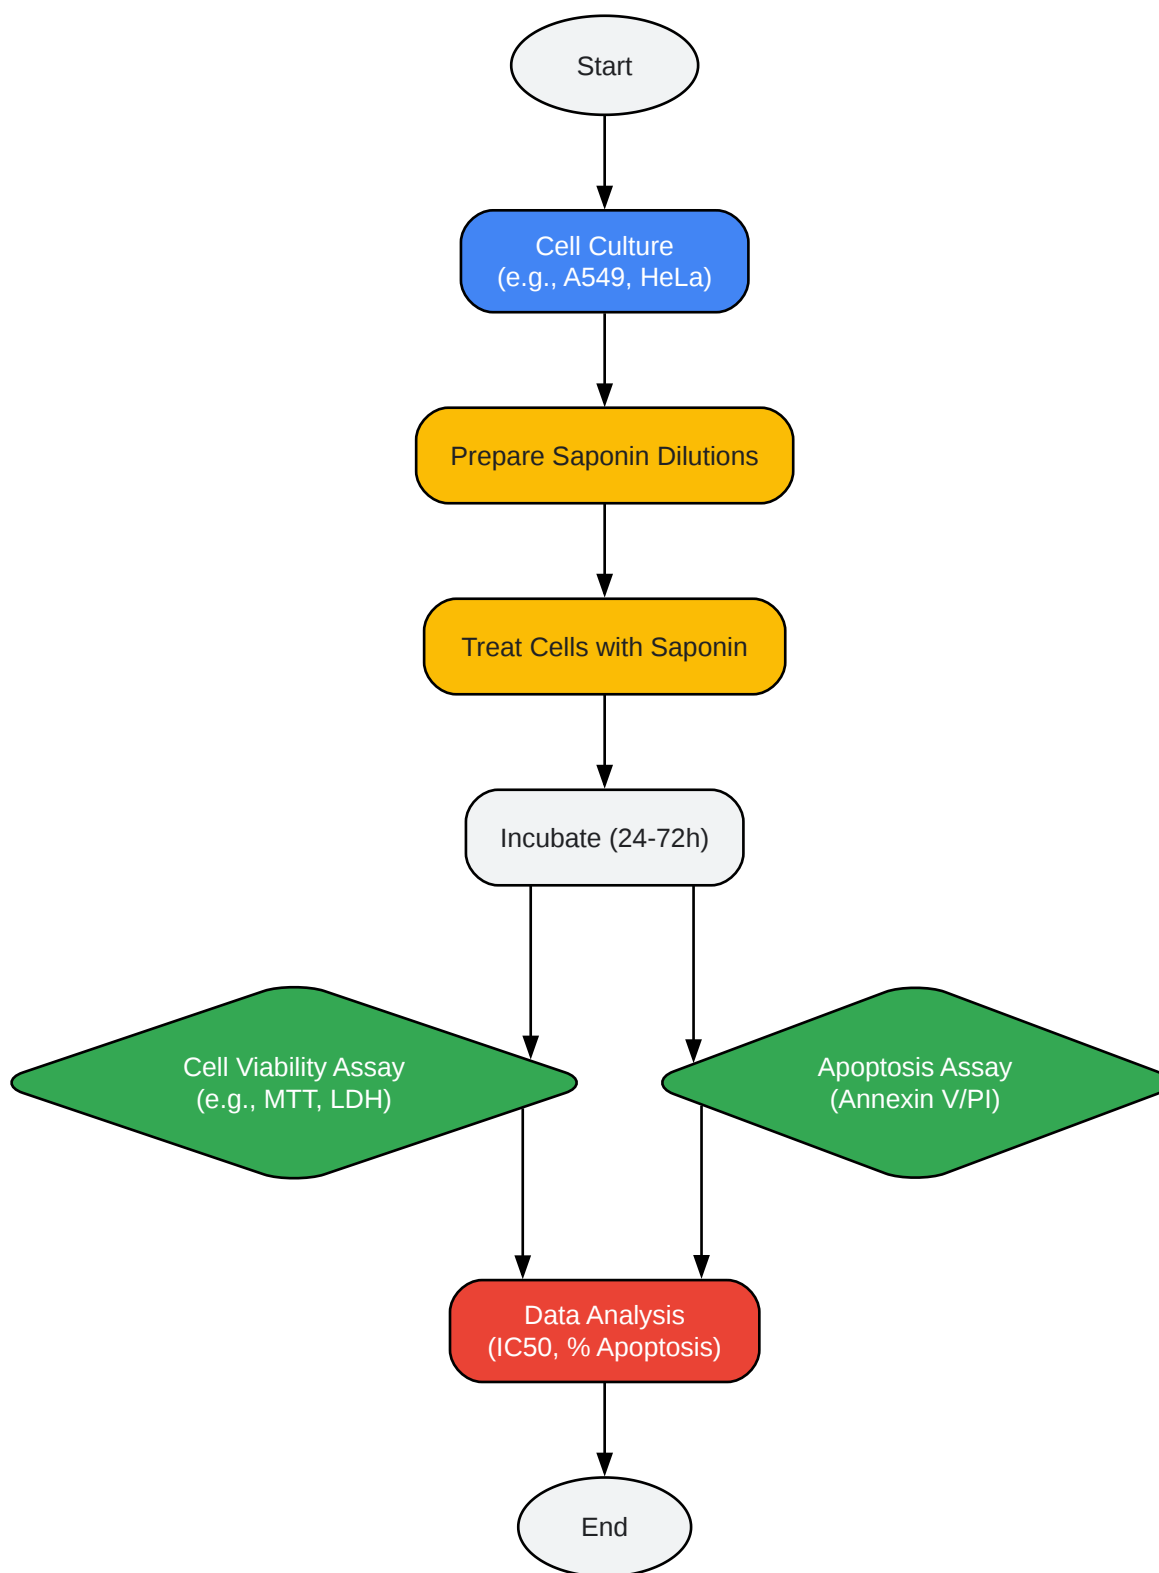 Start
Cell Culture
(e.g., A549, HeLa)
Prepare Saponin Dilutions
Treat Cells with Saponin
Incubate (24-72h)
Cell Viability Assay
(e.g., MTT, LDH)
Apoptosis Assay
(Annexin V/PI)
Data Analysis
(IC50, % Apoptosis)
End